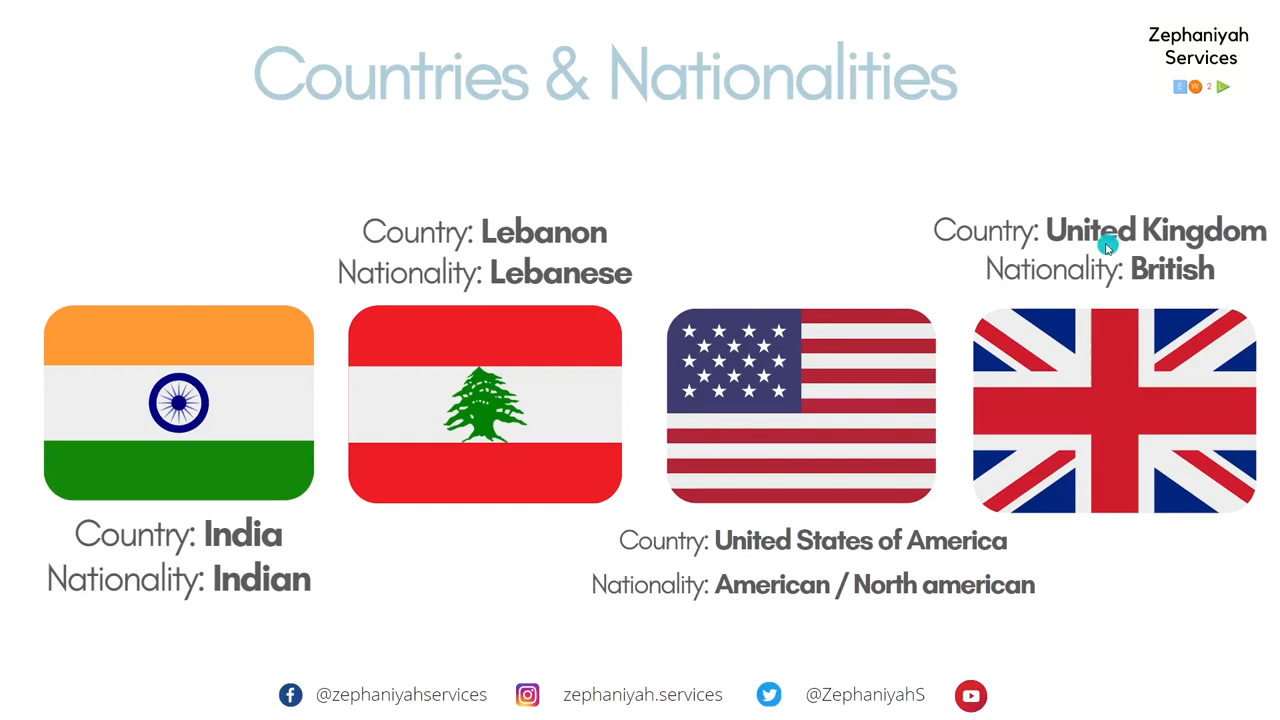 Countries & Nationalities
Zephaniyah
Services
E W 2 L
Country: Lebanon
Nationality: Lebanese
Country: United Kingdom
Nationality: British
Country: India
Nationality: Indian
Country: United States of America
Nationality: American / North american
@zephaniyahservices
zephaniyah.services
@ZephaniyahS